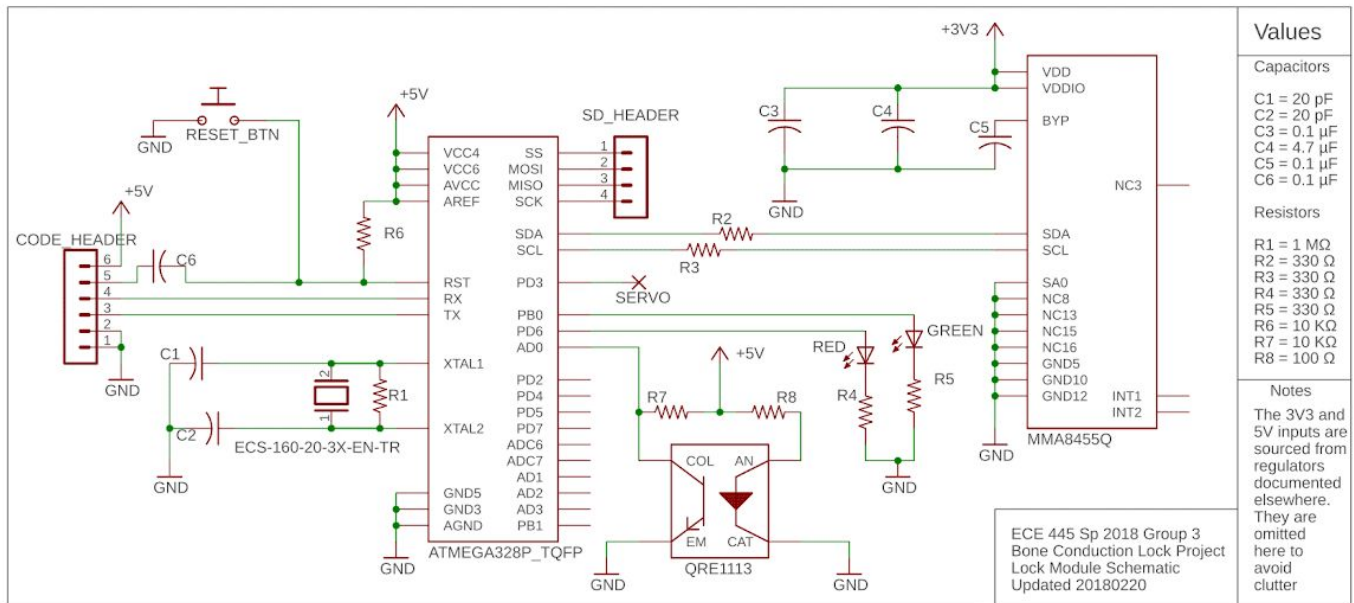 +5V
GND
RESET_BTN
CODE_HEADER
+5V
6
5
4
3
2
1
C6
GND
R6
C1
C2
GND
2
1
R1
ECS-160-20-3X-EN-TR
VCC4
VCC6
AVCC
AREF
RST
RX
TX
XTAL1
XTAL2
GND5
GND3
AGND
GND
SS
MOSI
MISO
SCK
SDA
SCL
PD3
PB0
PD6
AD0
PD2
PD4
PD5
PD7
ADC6
ADC7
AD1
AD2
AD3
PB1
ATMEGA328P_TQFP
SD_HEADER
1
2
3
4
R2
R3
SERVO
+5V
R7
R8
COL
AN
EM
CAT
QRE1113
GND
GND
RED
GREEN
R4
R5
GND
+3V3
C3
C4
C5
GND
VDD
VDDIO
BYP
NC3
SDA
SCL
SA0
NC8
NC13
NC15
NC16
GND5
GND10
GND12
INT1
INT2
MMA8455Q
GND
ECE 445 Sp 2018 Group 3
Bone Conduction Lock Project
Lock Module Schematic
Updated 20180220
Values
Capacitors
C1 = 20 pF
C2 = 20 pF
C3 = 0.1 µF
C4 = 4.7 µF
C5 = 0.1 µF
C6 = 0.1 µF
Resistors
R1 = 1 MΩ
R2 = 330 Ω
R3 = 330 Ω
R4 = 330 Ω
R5 = 330 Ω
R6 = 10 KΩ
R7 = 10 KΩ
R8 = 100 Ω
Notes
The 3V3 and
5V inputs are
sourced from
regulators
documented
elsewhere.
They are
omitted
here to
avoid
clutter